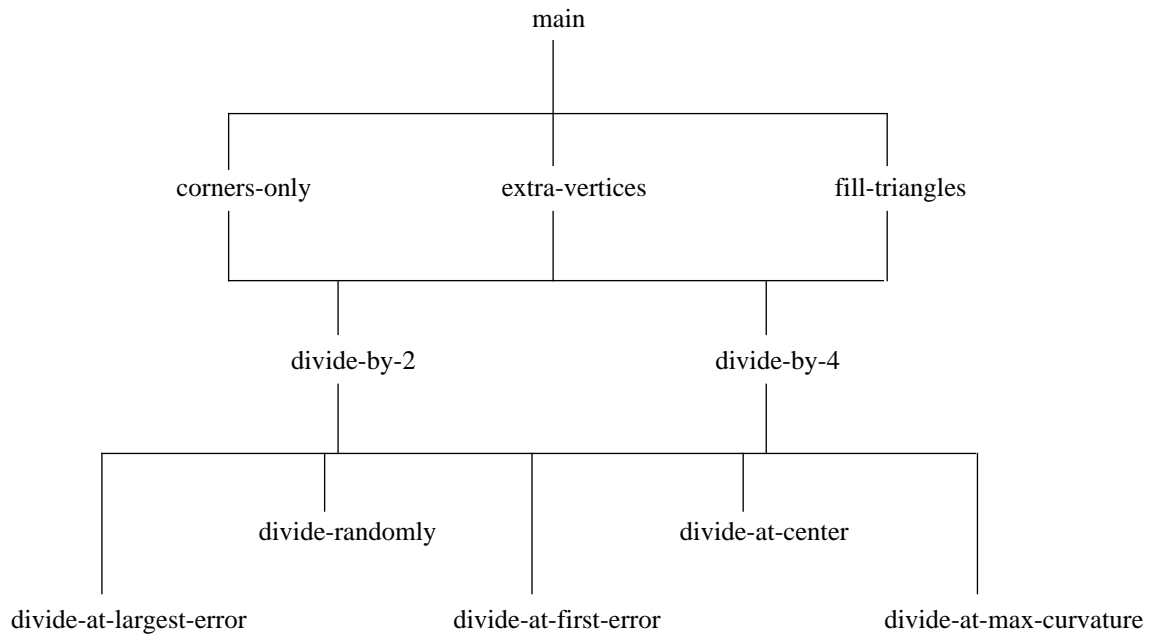 main
corners-only
extra-vertices
fill-triangles
divide-by-2
divide-by-4
divide-randomly
divide-at-center
divide-at-largest-error
divide-at-first-error
divide-at-max-curvature